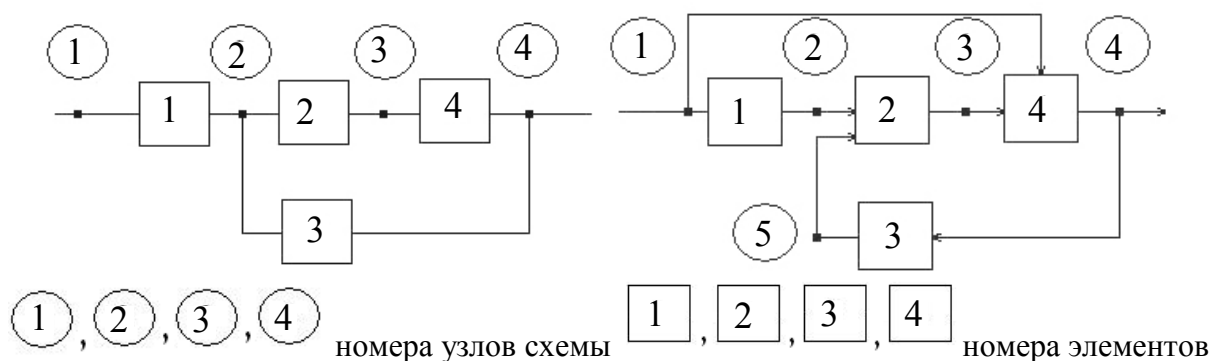 1 2 3 4 1 2 3 4
1 2 4 1 2 4
3 5 3
1, 2, 3, 4 номера узлов схемы 1, 2, 3, 4 номера элементов